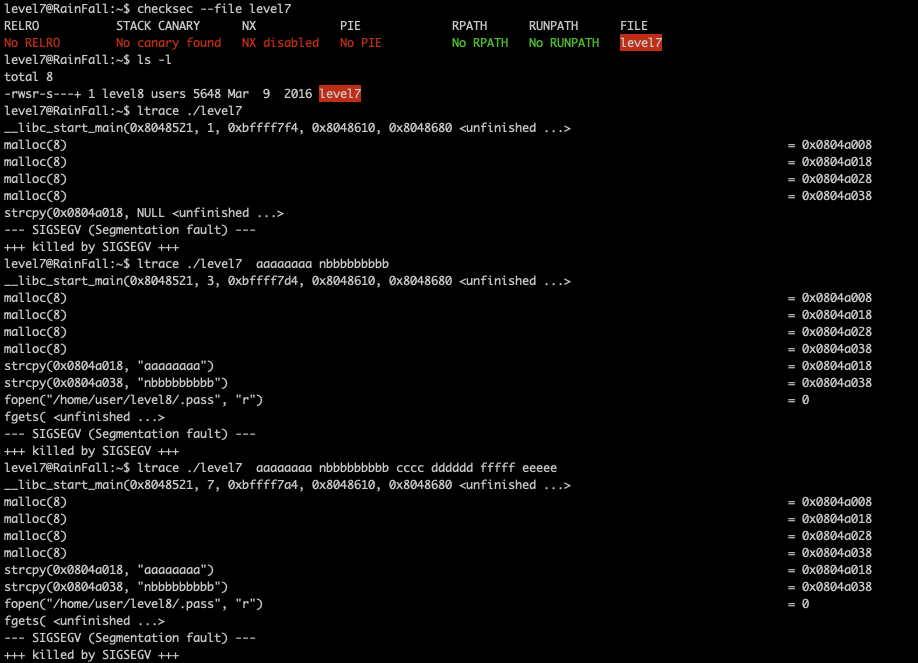 level7@RainFall:~$ checksec --file level7
RELRO           STACK CANARY      NX            PIE             RPATH      RUNPATH      FILE
No RELRO        No canary found   NX disabled   No PIE          No RPATH   No RUNPATH   level7
level7@RainFall:~$ ls -l
total 8
-rwsr-s---+ 1 level8 users 5648 Mar  9  2016 level7
level7@RainFall:~$ ltrace ./level7
__libc_start_main(0x8048521, 1, 0xbffff7f4, 0x8048610, 0x8048680 <unfinished ...>
malloc(8) = 0x0804a008
malloc(8) = 0x0804a018
malloc(8) = 0x0804a028
malloc(8) = 0x0804a038
strcpy(0x0804a018, NULL <unfinished ...>
--- SIGSEGV (Segmentation fault) ---
+++ killed by SIGSEGV +++
level7@RainFall:~$ ltrace ./level7  aaaaaaaa nbbbbbbbbb
__libc_start_main(0x8048521, 3, 0xbffff7d4, 0x8048610, 0x8048680 <unfinished ...>
malloc(8) = 0x0804a008
malloc(8) = 0x0804a018
malloc(8) = 0x0804a028
malloc(8) = 0x0804a038
strcpy(0x0804a018, "aaaaaaaa") = 0x0804a018
strcpy(0x0804a038, "nbbbbbbbbb") = 0x0804a038
fopen("/home/user/level8/.pass", "r") = 0
fgets( <unfinished ...>
--- SIGSEGV (Segmentation fault) ---
+++ killed by SIGSEGV +++
level7@RainFall:~$ ltrace ./level7  aaaaaaaa nbbbbbbbbb cccc dddddd fffff eeeee
__libc_start_main(0x8048521, 7, 0xbffff7a4, 0x8048610, 0x8048680 <unfinished ...>
malloc(8) = 0x0804a008
malloc(8) = 0x0804a018
malloc(8) = 0x0804a028
malloc(8) = 0x0804a038
strcpy(0x0804a018, "aaaaaaaa") = 0x0804a018
strcpy(0x0804a038, "nbbbbbbbbb") = 0x0804a038
fopen("/home/user/level8/.pass", "r") = 0
fgets( <unfinished ...>
--- SIGSEGV (Segmentation fault) ---
+++ killed by SIGSEGV +++